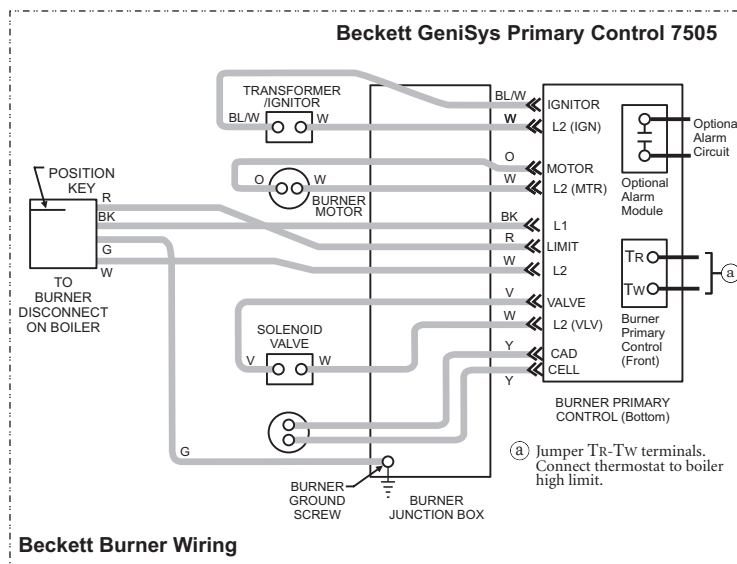 Beckett GeniSys Primary Control 7505
TRANSFORMER
/IGNITOR
BL/W
W
BL/W
IGNITOR
W
L2 (IGN)
Optional
Alarm
Circuit
Optional
Alarm
Module
O
W
BURNER
MOTOR
O
MOTOR
W
L2 (MTR)
POSITION
KEY
R
BK
G
W
TO
BURNER
DISCONNECT
ON BOILER
BK
L1
R
LIMIT
W
L2
TR
TW
a
Burner
Primary
Control
(Front)
SOLENOID
VALVE
V
W
V
VALVE
W
L2 (VLV)
Y
CAD
CELL
Y
BURNER PRIMARY
CONTROL (Bottom)
G
BURNER
GROUND
SCREW
BURNER
JUNCTION BOX
a Jumper TR-TW terminals.
Connect thermostat to boiler
high limit.
Beckett Burner Wiring